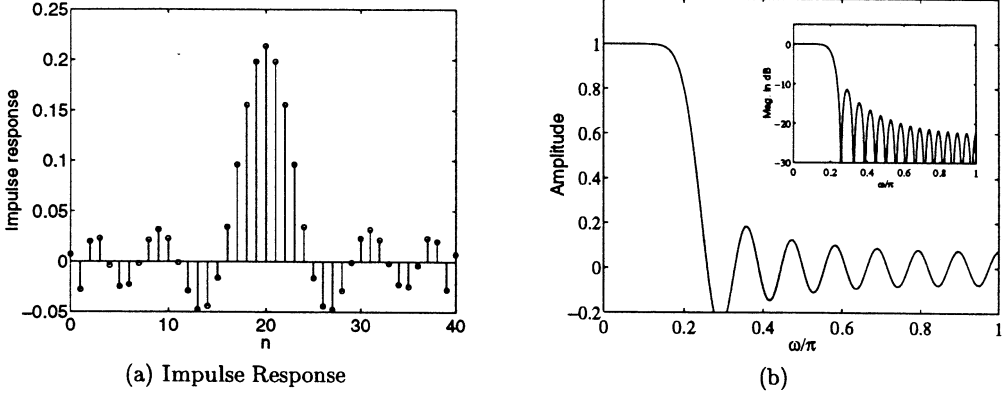 0.25
0.2
0.15
0.1
0.05
0
−0.05
Impulse response
0 10 20 30 40
n
(a) Impulse Response
1
0.8
0.6
0.4
0.2
0
−0.2
Amplitude
0 0.2 0.4 0.6 0.8 1
ω/π
0
−10
−20
−30
Mag. in dB
0 0.2 0.4 0.6 0.8 1
ω/π
(b)